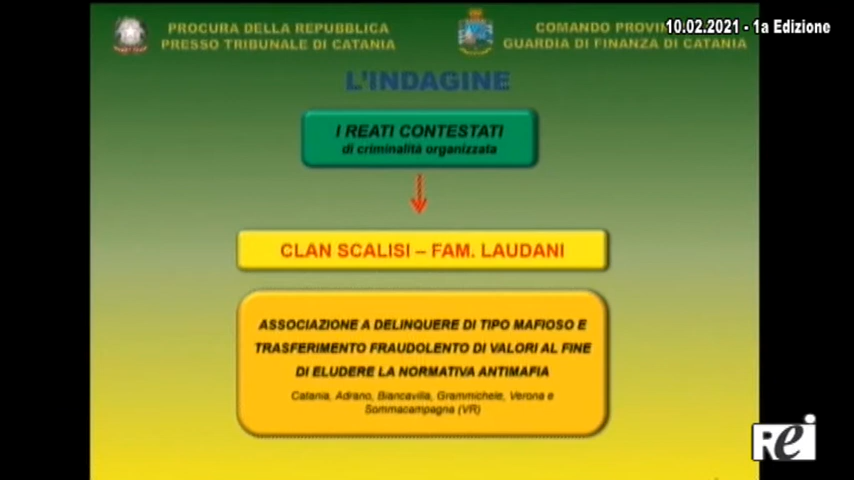 PROCURA DELLA REPUBBLICA
PRESSO TRIBUNALE DI CATANIA
COMANDO PROVIN
GUARDIA DI FINANZA DI CATANIA
10.02.2021 - 1a Edizione
L'INDAGINE
I REATI CONTESTATI
di criminalità organizzata
CLAN SCALISI – FAM. LAUDANI
ASSOCIAZIONE A DELINQUERE DI TIPO MAFIOSO E
TRASFERIMENTO FRAUDOLENTO DI VALORI AL FINE
DI ELUDERE LA NORMATIVA ANTIMAFIA
Catania, Adrano, Biancavilla, Grammichele, Verona e
Sommacampagna (VR)
Rei